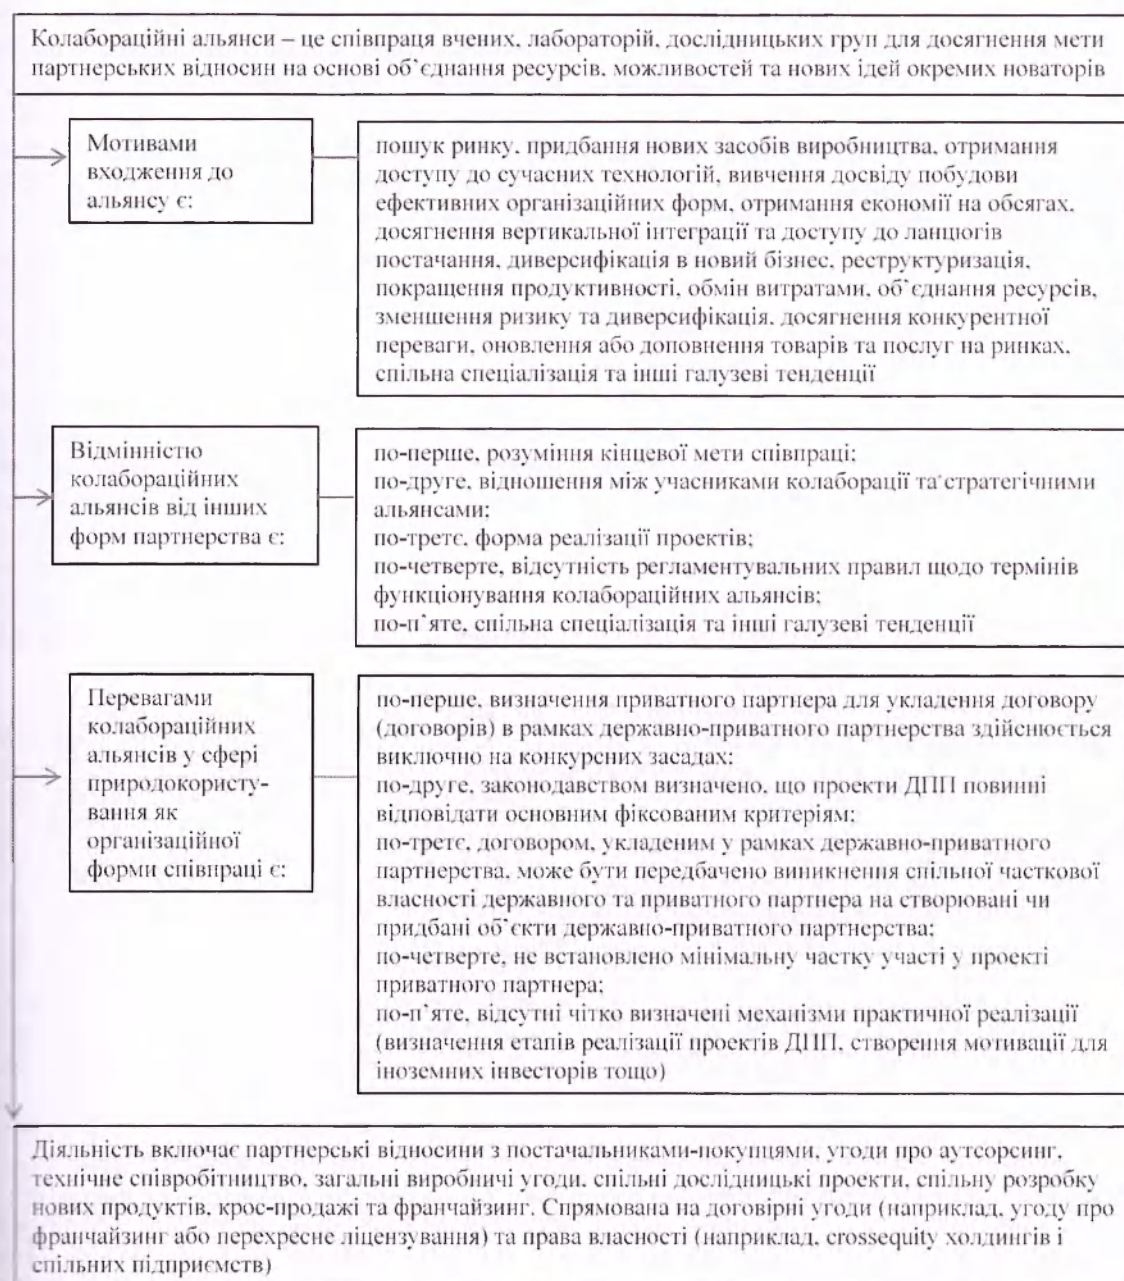 Колабораційні альянси – це співпраця вчених, лабораторій, дослідницьких груп для досягнення мети
партнерських відносин на основі об'єднання ресурсів, можливостей та нових ідей окремих новаторів
Мотивами
входження до
альянсу є:
пошук ринку, придбання нових засобів виробництва, отримання
доступу до сучасних технологій, вивчення досвіду побудови
ефективних організаційних форм, отримання економії на обсягах,
досягнення вертикальної інтеграції та доступу до ланцюгів
постачання, диверсифікація в новий бізнес, реструктуризація,
покращення продуктивності, обмін витратами, об'єднання ресурсів,
зменшення ризику та диверсифікація, досягнення конкурентної
переваги, оновлення або доповнення товарів та послуг на ринках,
спільна спеціалізація та інші галузеві тенденції
Відмінністю
колабораційних
альянсів від інших
форм партнерства є:
по-перше, розуміння кінцевої мети співпраці;
по-друге, відношення між учасниками колаборації та стратегічними
альянсами;
по-третє, форма реалізації проектів;
по-четверте, відсутність регламентувальних правил щодо термінів
функціонування колабораційних альянсів;
по-п'яте, спільна спеціалізація та інші галузеві тенденції
Перевагами
колабораційних
альянсів у сфері
природокористу-
вання як
організаційної
форми співпраці є:
по-перше, визначення приватного партнера для укладення договору
(договорів) в рамках державно-приватного партнерства здійснюється
виключно на конкурсних засадах;
по-друге, законодавством визначено, що проекти ДПП повинні
відповідати основним фіксованим критеріям;
по-третє, договором, укладеним у рамках державно-приватного
партнерства, може бути передбачено виникнення спільної часткової
власності державного та приватного партнера на створювані чи
придбані об'єкти державно-приватного партнерства;
по-четверте, не встановлено мінімальну частку участі у проекті
приватного партнера;
по-п'яте, відсутні чітко визначені механізми практичної реалізації
(визначення етапів реалізації проектів ДПП, створення мотивації для
іноземних інвесторів тощо)
Діяльність включає партнерські відносини з постачальниками-покупцями, угоди про аутсорсинг,
технічне співробітництво, загальні виробничі угоди, спільні дослідницькі проекти, спільну розробку
нових продуктів, крос-продажі та франчайзинг. Спрямована на договірні угоди (наприклад, угоду про
франчайзинг або перехресне ліцензування) та права власності (наприклад, crossequity холдингів і
спільних підприємств)